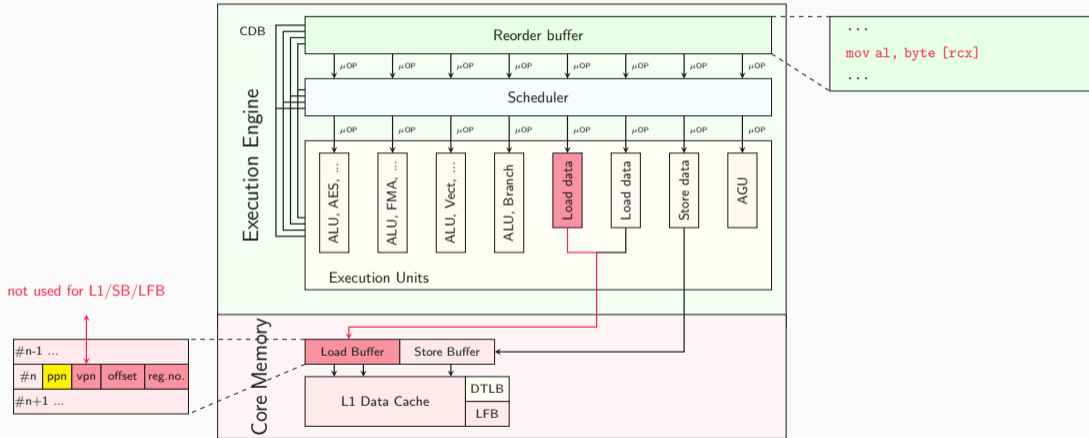 CDB
Reorder buffer
...
mov al, byte [rcx]
...
μOP μOP μOP μOP μOP μOP μOP μOP
Scheduler
μOP μOP μOP μOP μOP μOP μOP μOP
Execution Engine
ALU, AES, ...
ALU, FMA, ...
ALU, Vect, ...
ALU, Branch
Load data
Load data
Store data
AGU
Execution Units
not used for L1/SB/LFB
#n-1 ...
#n ppn vpn offset reg.no.
#n+1 ...
Core Memory
Load Buffer Store Buffer
L1 Data Cache
DTLB
LFB